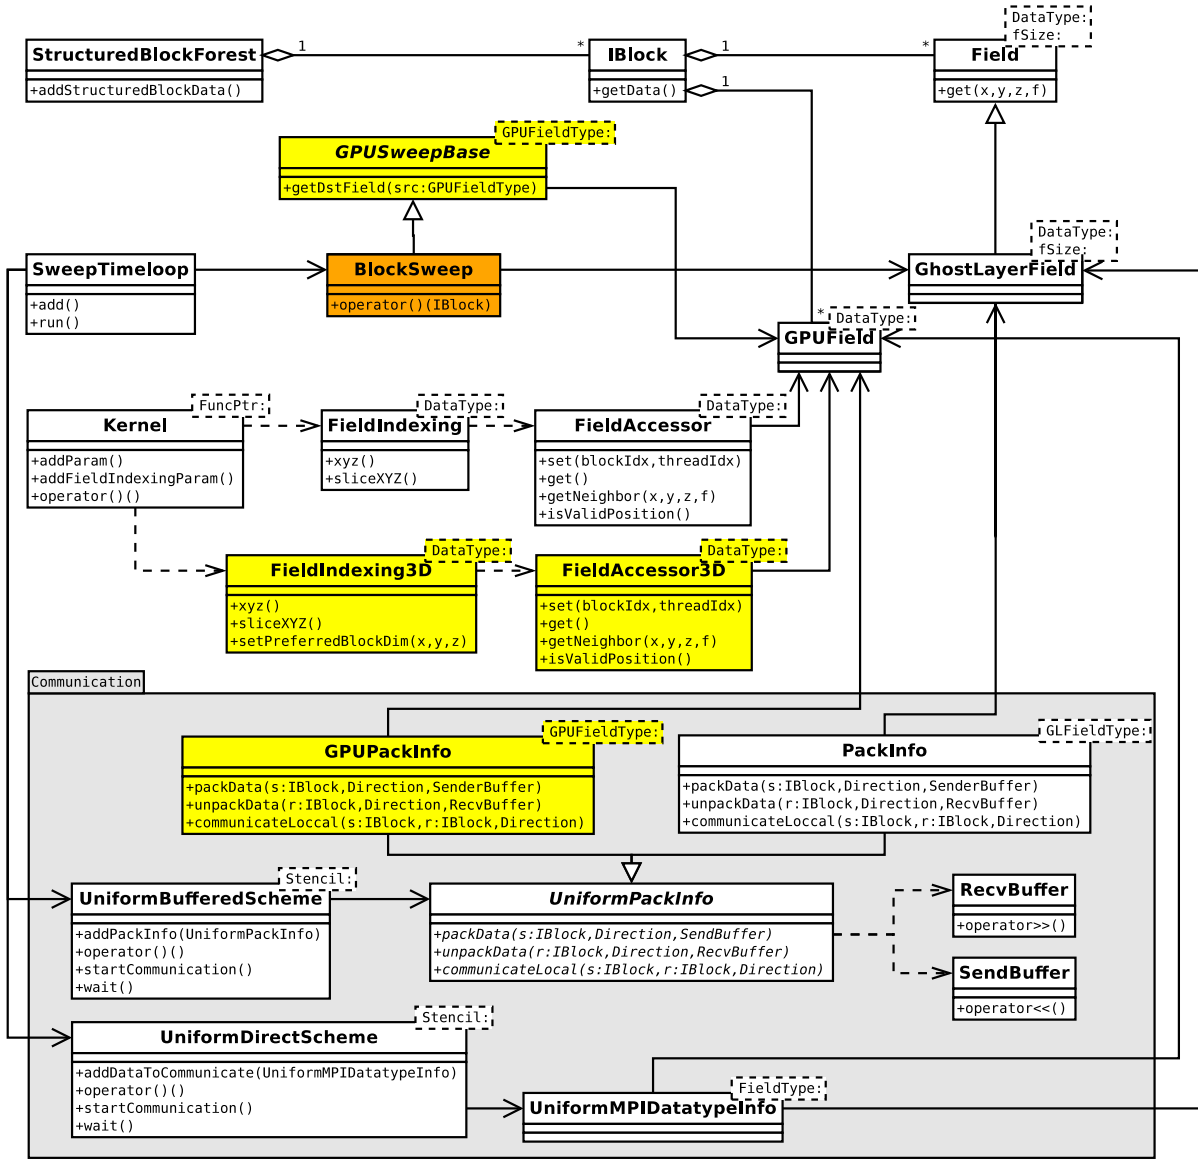 DataType:
fSize:
StructuredBlockForest
+addStructuredBlockData()
1
*
IBlock
+getData()
1
*
1
Field
+get(x,y,z,f)
GPUFieldType:
GPUSweepBase
+getDstField(src:GPUFieldType)
DataType:
fSize:
SweepTimeloop
+add()
+run()
BlockSweep
+operator()(IBlock)
GhostLayerField
*
DataType:
GPUField
FuncPtr:
Kernel
+addParam()
+addFieldIndexingParam()
+operator()()
DataType:
FieldIndexing
+xyz()
+sliceXYZ()
DataType:
FieldAccessor
+set(blockIdx,threadIdx)
+get()
+getNeighbor(x,y,z,f)
+isValidPosition()
DataType:
FieldIndexing3D
+xyz()
+sliceXYZ()
+setPreferredBlockDim(x,y,z)
DataType:
FieldAccessor3D
+set(blockIdx,threadIdx)
+get()
+getNeighbor(x,y,z,f)
+isValidPosition()
Communication
GPUFieldType:
GPUPackInfo
+packData(s:IBlock,Direction,SenderBuffer)
+unpackData(r:IBlock,Direction,RecvBuffer)
+communicateLoccal(s:IBlock,r:IBlock,Direction)
GLFieldType:
PackInfo
+packData(s:IBlock,Direction,SenderBuffer)
+unpackData(r:IBlock,Direction,RecvBuffer)
+communicateLoccal(s:IBlock,r:IBlock,Direction)
Stencil:
UniformBufferedScheme
+addPackInfo(UniformPackInfo)
+operator()()
+startCommunication()
+wait()
UniformPackInfo
+packData(s:IBlock,Direction,SendBuffer)
+unpackData(r:IBlock,Direction,RecvBuffer)
+communicateLocal(s:IBlock,r:IBlock,Direction)
RecvBuffer
+operator>>()
SendBuffer
+operator<<()
Stencil:
UniformDirectScheme
+addDataToCommunicate(UniformMPIDatatypeInfo)
+operator()()
+startCommunication()
+wait()
FieldType:
UniformMPIDatatypeInfo